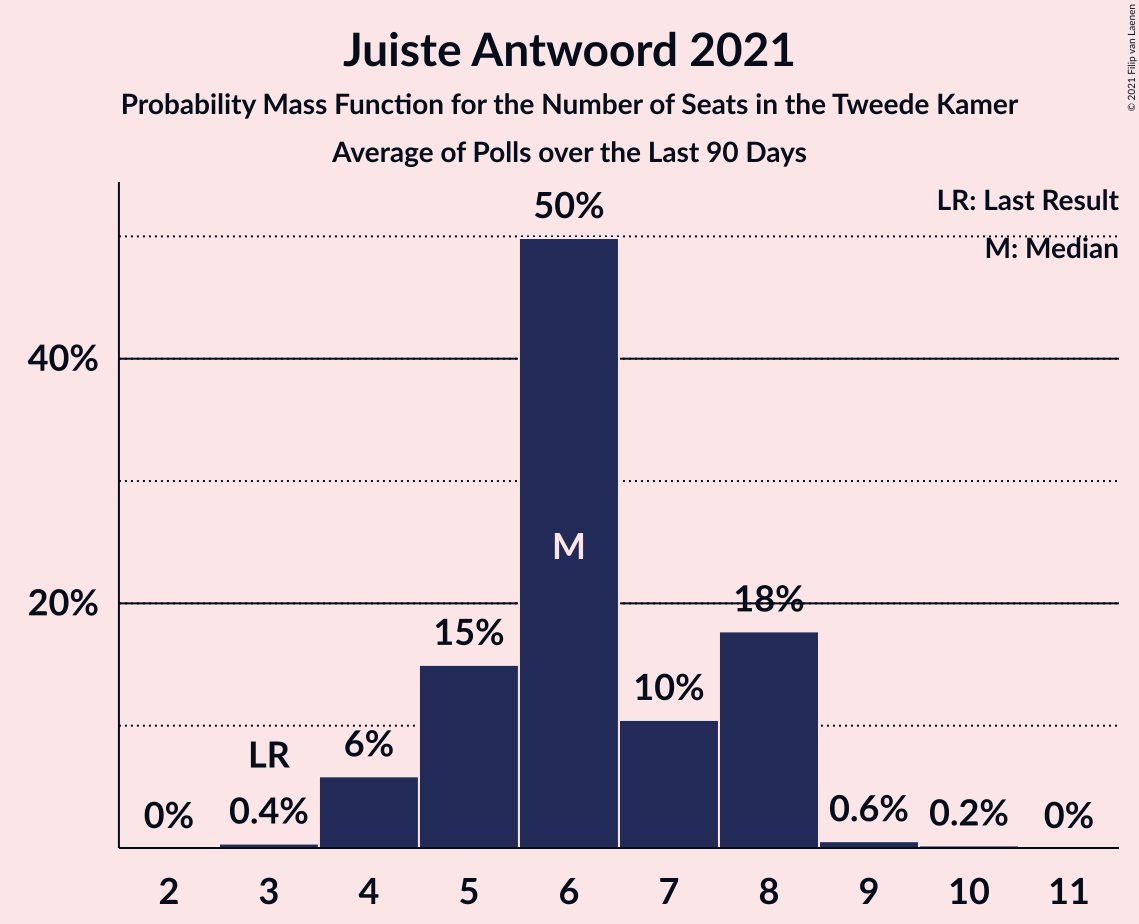 Juiste Antwoord 2021
Probability Mass Function for the Number of Seats in the Tweede Kamer
Average of Polls over the Last 90 Days
© 2021 Filip van Laenen
LR: Last Result
M: Median
50%
40%
M
20%
18%
15%
10%
6%
LR
0%
0.4%
0.6%
0.2%
0%
2 3 4 5 6 7 8 9 10 11